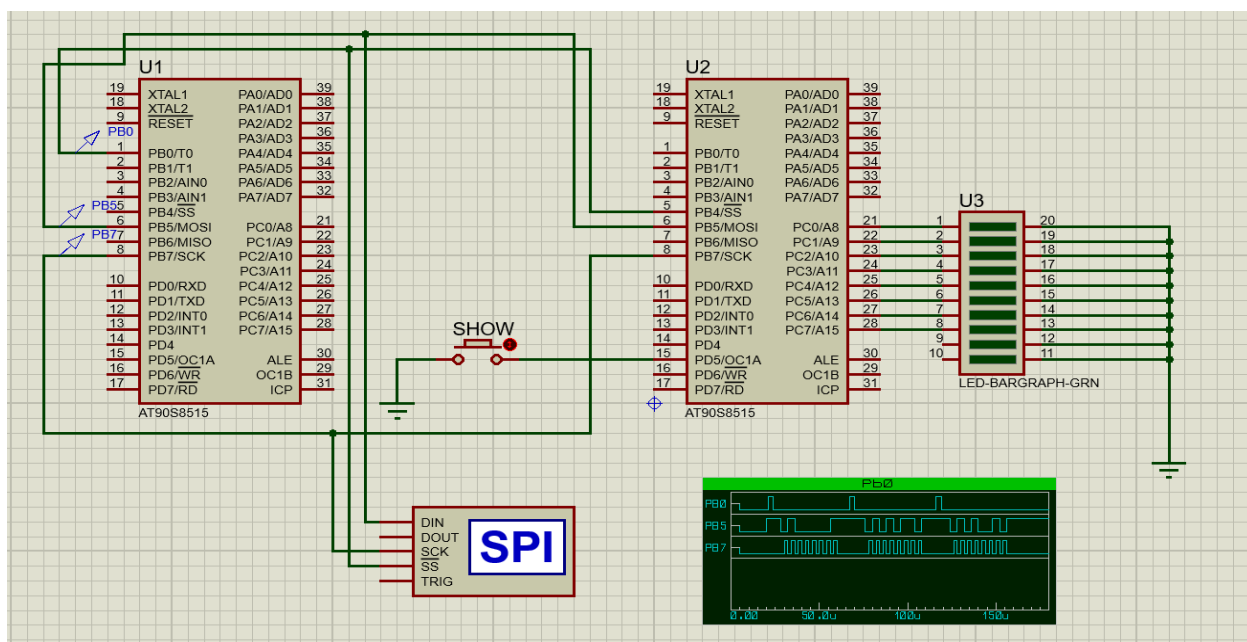 U1
19 XTAL1 PA0/AD0 39
18 XTAL2 PA1/AD1 38
9 RESET PA2/AD2 37
PA3/AD3 36
PB0
1 PB0/T0 PA4/AD4 35
2 PB1/T1 PA5/AD5 34
3 PB2/AIN0 PA6/AD6 33
4 PB3/AIN1 PA7/AD7 32
PB5
5 PB4/SS
6 PB5/MOSI PC0/A8 21
PB7
7 PB6/MISO PC1/A9 22
8 PB7/SCK PC2/A10 23
PC3/A11 24
10 PD0/RXD PC4/A12 25
11 PD1/TXD PC5/A13 26
12 PD2/INT0 PC6/A14 27
13 PD3/INT1 PC7/A15 28
14 PD4
15 PD5/OC1A ALE 30
16 PD6/WR OC1B 29
17 PD7/RD ICP 31
AT90S8515
SHOW
U2
19 XTAL1 PA0/AD0 39
18 XTAL2 PA1/AD1 38
9 RESET PA2/AD2 37
PA3/AD3 36
1 PB0/T0 PA4/AD4 35
2 PB1/T1 PA5/AD5 34
3 PB2/AIN0 PA6/AD6 33
4 PB3/AIN1 PA7/AD7 32
5 PB4/SS
6 PB5/MOSI PC0/A8 21
7 PB6/MISO PC1/A9 22
8 PB7/SCK PC2/A10 23
PC3/A11 24
10 PD0/RXD PC4/A12 25
11 PD1/TXD PC5/A13 26
12 PD2/INT0 PC6/A14 27
13 PD3/INT1 PC7/A15 28
14 PD4
15 PD5/OC1A ALE 30
16 PD6/WR OC1B 29
17 PD7/RD ICP 31
AT90S8515
U3
1 20
2 19
3 18
4 17
5 16
6 15
7 14
8 13
9 12
10 11
LED-BARGRAPH-GRN
DIN
DOUT
SCK
SS
TRIG
SPI
Pb0
PB0
PB5
PB7
0.00 50.0u 100u 150u